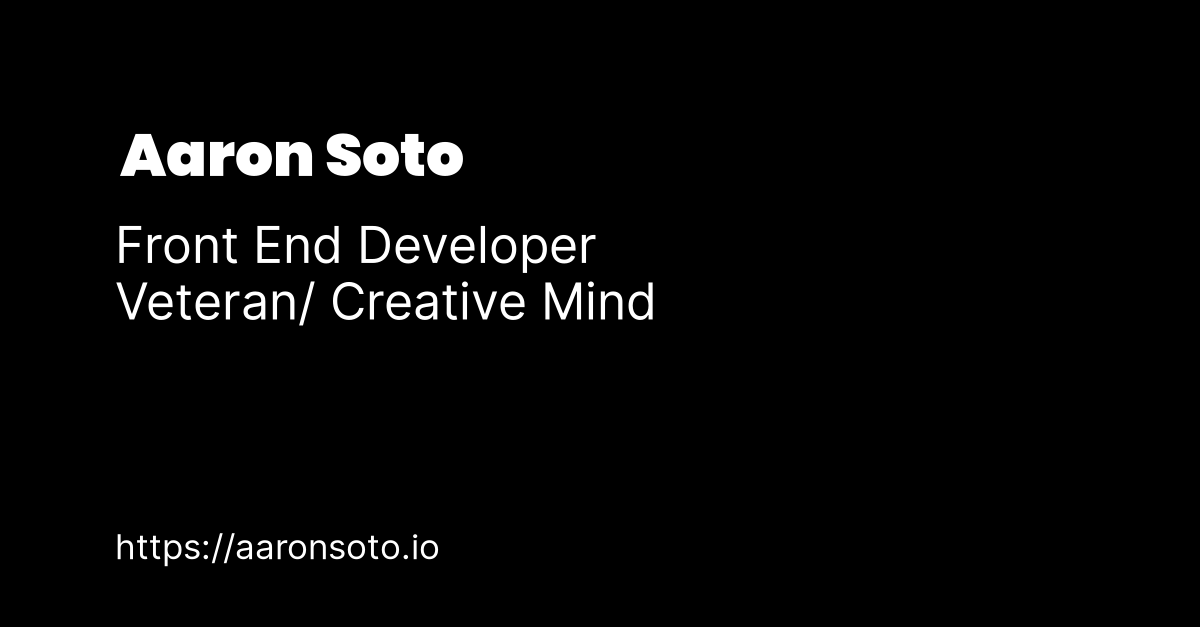 Aaron Soto
Front End Developer
Veteran/ Creative Mind
https://aaronsoto.io